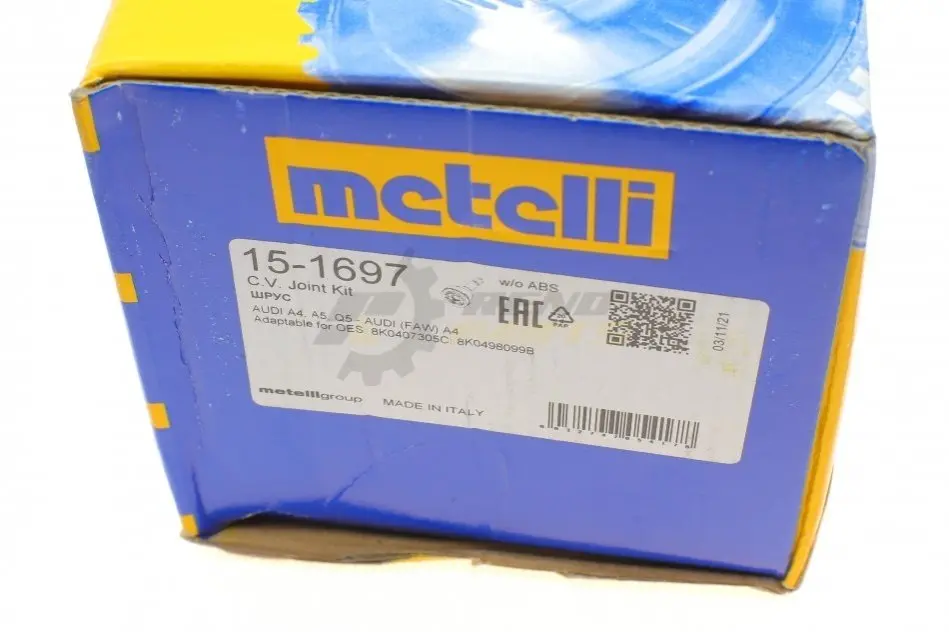 metelli
15-1697
C.V. Joint Kit
ШРУС
w/o ABS
EAC
PAP
AUDI A4, A5, Q5 - AUDI (FAW) A4
Adaptable for OES: 8K0407305C 8K0498099B
03/11/21
metelligroup
MADE IN ITALY